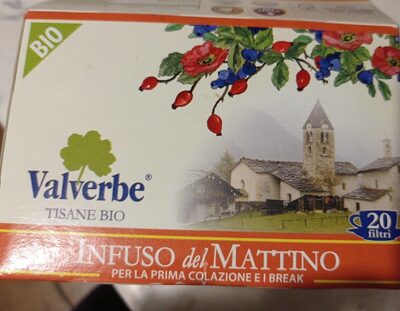 BIO
Valverbe®
TISANE BIO
20
filtri
INFUSO del MATTINO
PER LA PRIMA COLAZIONE E I BREAK